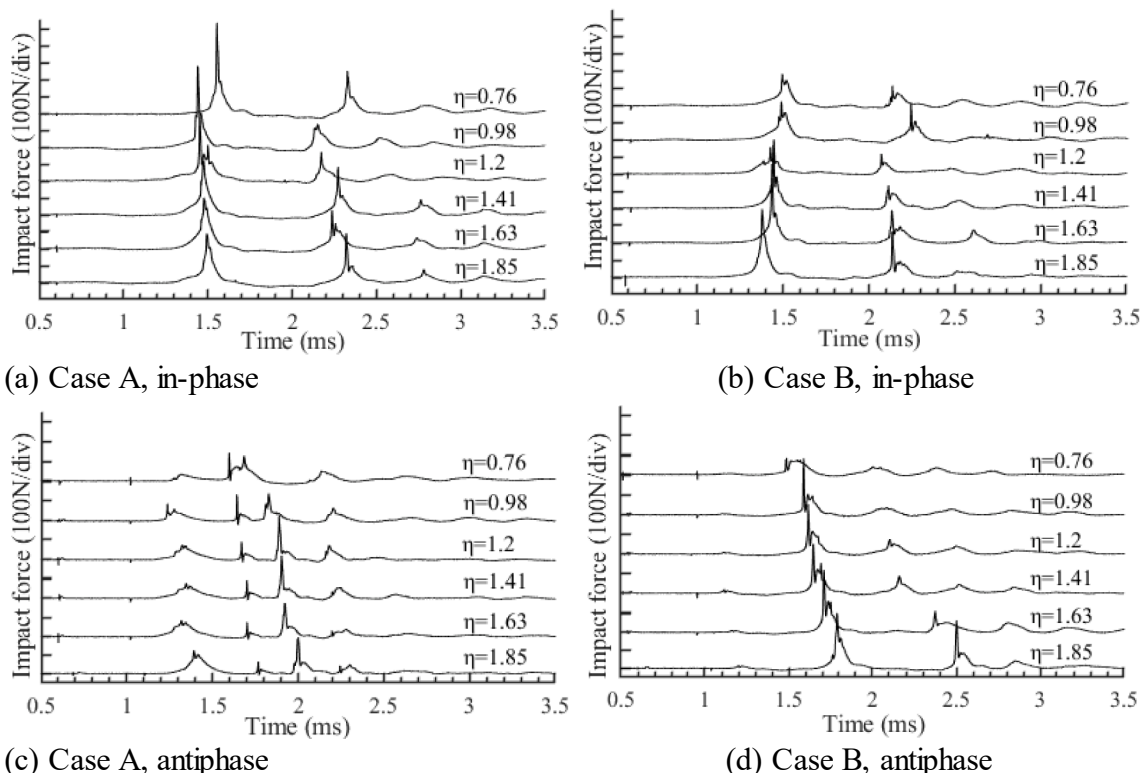 Impact force (100N/div)
η=0.76
η=0.98
η=1.2
η=1.41
η=1.63
η=1.85
0.5 1 1.5 2 2.5 3 3.5
Time (ms)
(a) Case A, in-phase
Impact force (100N/div)
η=0.76
η=0.98
η=1.2
η=1.41
η=1.63
η=1.85
0.5 1 1.5 2 2.5 3 3.5
Time (ms)
(b) Case B, in-phase
Impact force (100N/div)
η=0.76
η=0.98
η=1.2
η=1.41
η=1.63
η=1.85
0.5 1 1.5 2 2.5 3 3.5
Time (ms)
(c) Case A, antiphase
Impact force (100N/div)
η=0.76
η=0.98
η=1.2
η=1.41
η=1.63
η=1.85
0.5 1 1.5 2 2.5 3 3.5
Time (ms)
(d) Case B, antiphase